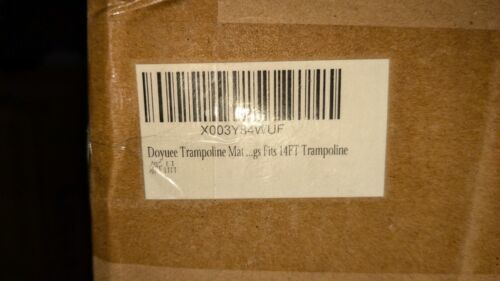 X003Y84WUF
Doyuee Trampoline Mat ...gs Fits 14FT Trampoline